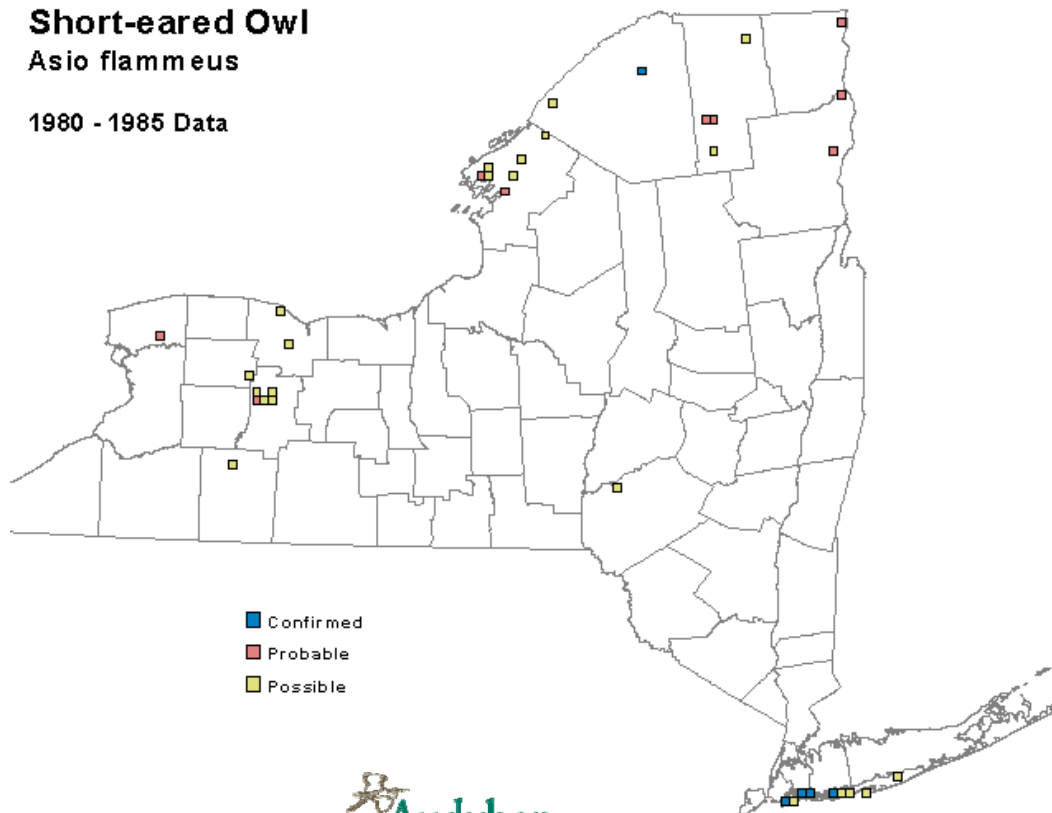 Short-eared Owl
Asio flammeus
1980 - 1985 Data
Confirmed
Probable
Possible